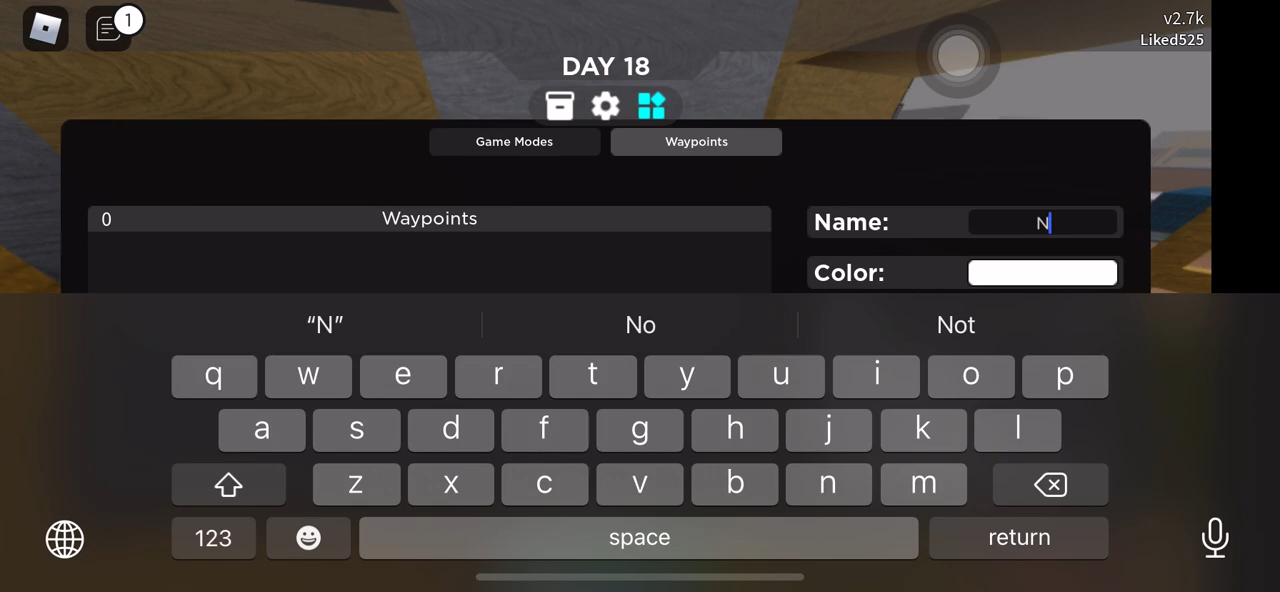 1
v2.7k
Liked525
DAY 18
Game Modes
Waypoints
0
Waypoints
Name:
N
Color:
“N”
No
Not
q w e r t y u i o p
a s d f g h j k l
z x c v b n m
123
space
return